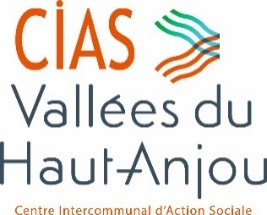 CiAS
Vallées du
Haut-Anjou
Centre Intercommunal d'Action Sociale